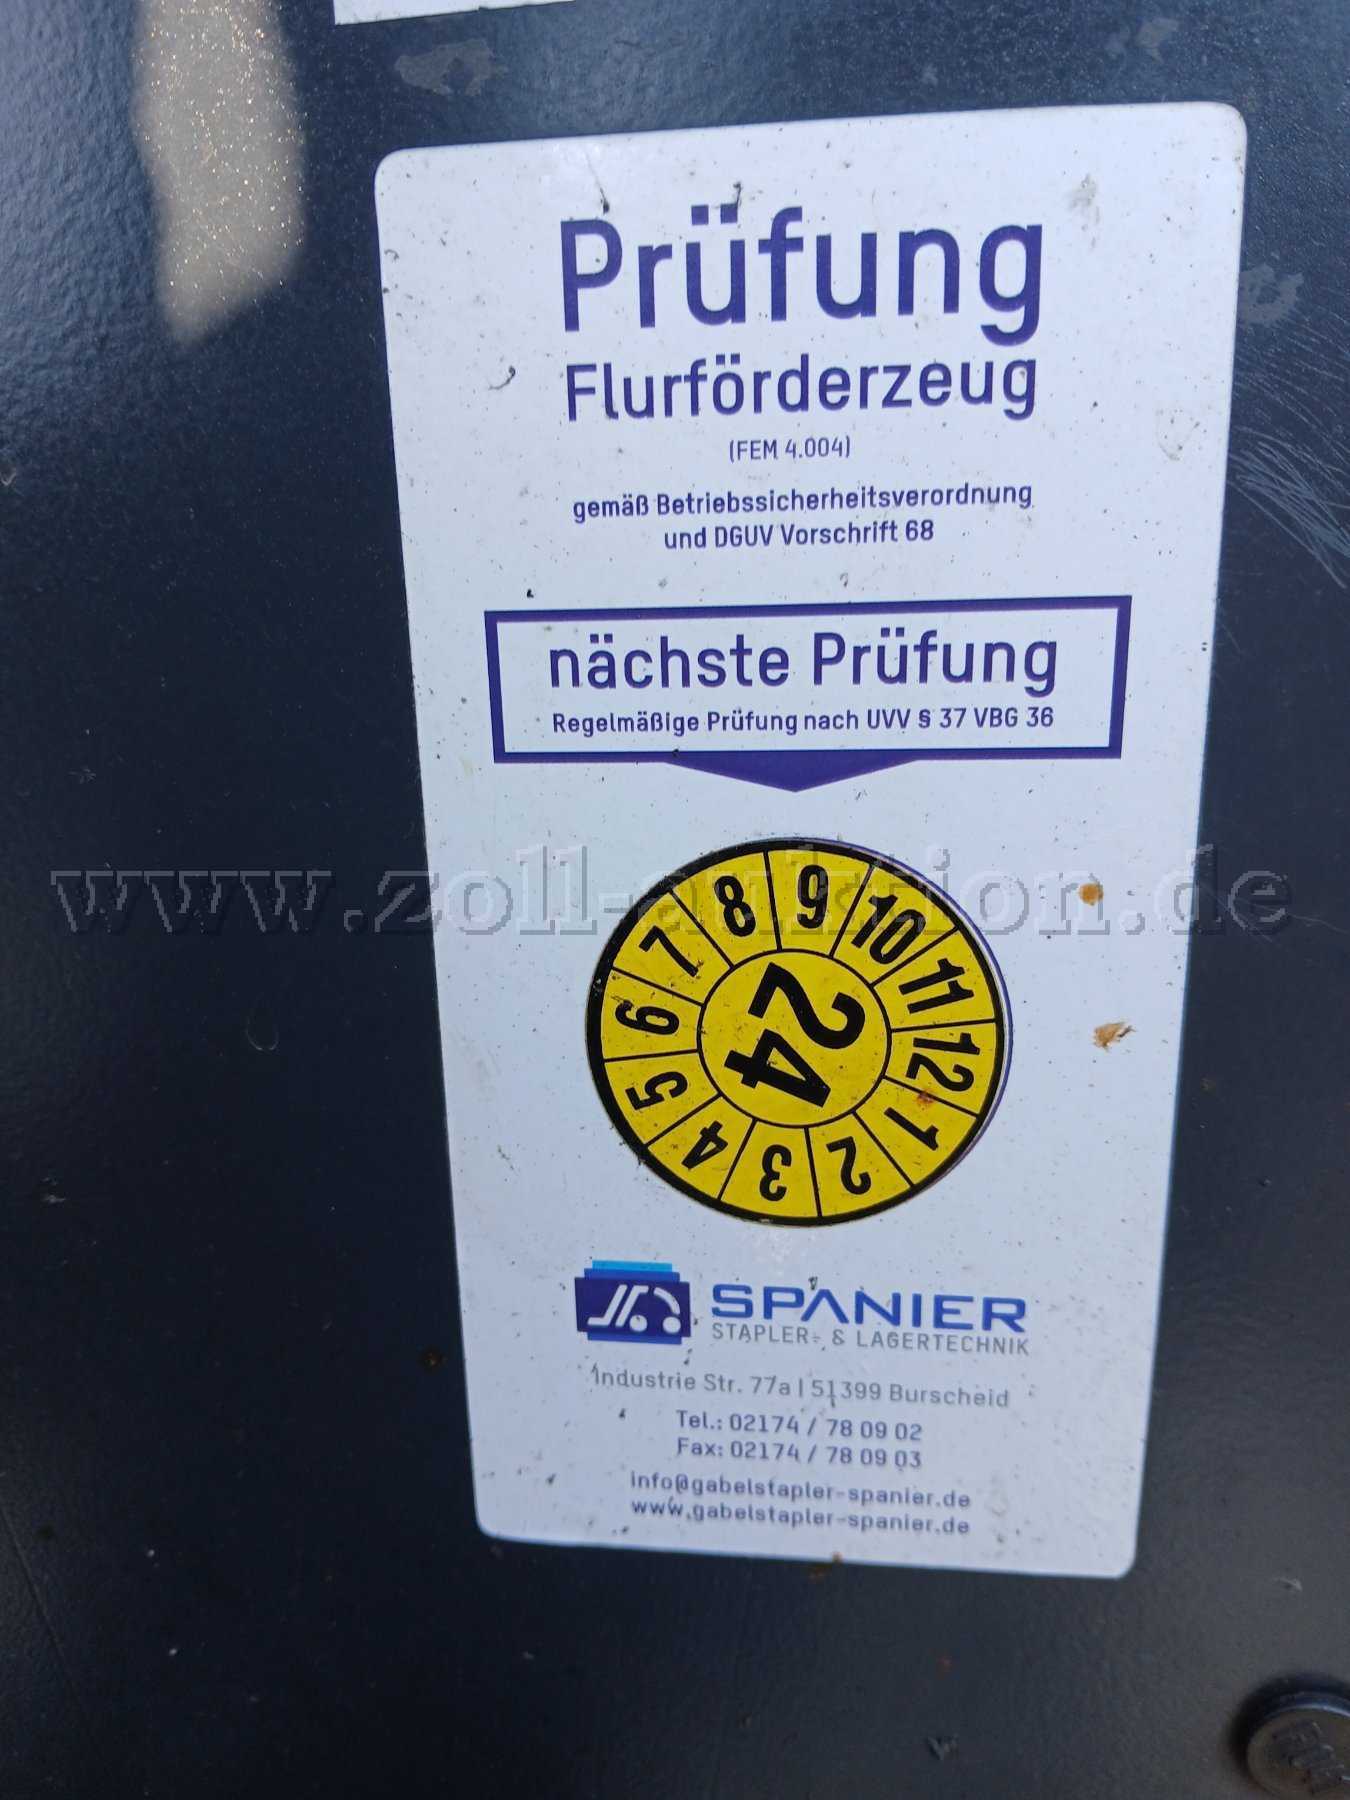 Prüfung
Flurförderzeug
(FEM 4.004)
gemäß Betriebssicherheitsverordnung
und DGUV Vorschrift 68
nächste Prüfung
Regelmäßige Prüfung nach UVV § 37 VBG 36
www.zoll-auktion.de
8 9 10 11 12 1 2 3 4 5 6 7
24
SPANIER
STAPLER- & LAGERTECHNIK
Industrie Str. 77a | 51399 Burscheid
Tel.: 02174 / 78 09 02
Fax: 02174 / 78 09 03
info@gabelstapler-spanier.de
www.gabelstapler-spanier.de